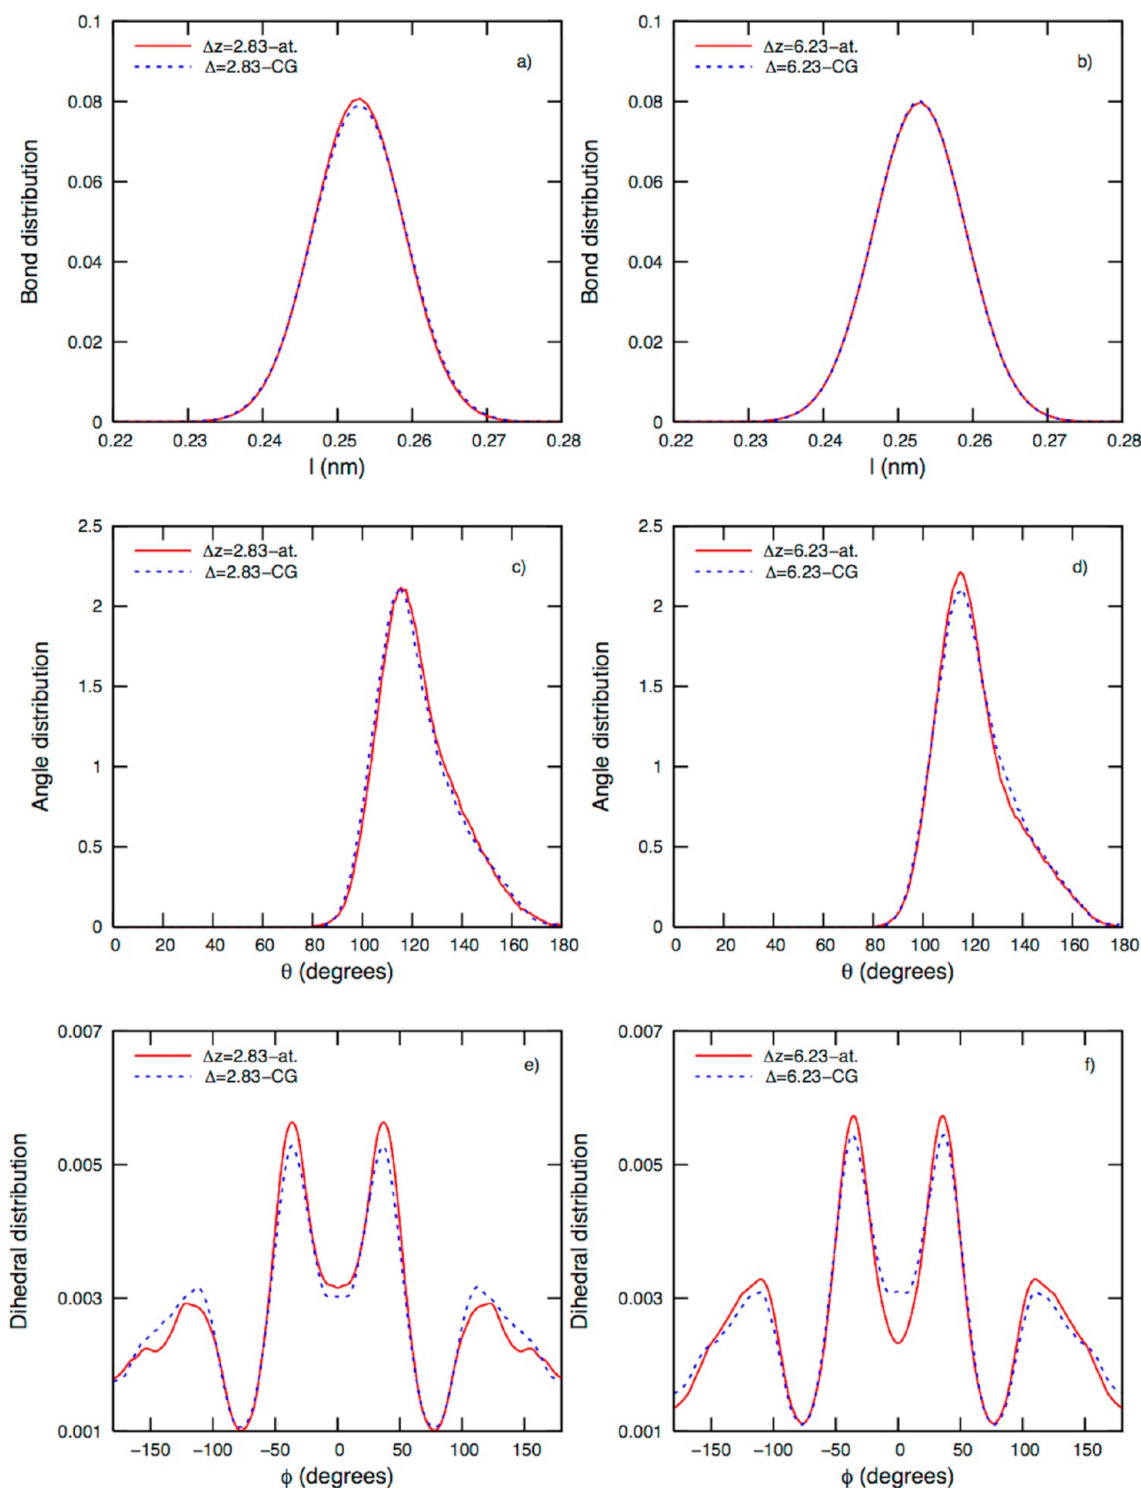 0.1
0.08
0.06
0.04
0.02
0
Bond distribution
Δz=2.83−at.
Δ=2.83−CG
a)
0.22 0.23 0.24 0.25 0.26 0.27 0.28
l (nm)
0.1
0.08
0.06
0.04
0.02
0
Bond distribution
Δz=6.23−at.
Δ=6.23−CG
b)
0.22 0.23 0.24 0.25 0.26 0.27 0.28
l (nm)
2.5
2
1.5
1
0.5
0
Angle distribution
Δz=2.83−at.
Δ=2.83−CG
c)
0 20 40 60 80 100 120 140 160 180
θ (degrees)
2.5
2
1.5
1
0.5
0
Angle distribution
Δz=6.23−at.
Δ=6.23−CG
d)
0 20 40 60 80 100 120 140 160 180
θ (degrees)
0.007
0.005
0.003
0.001
Dihedral distribution
Δz=2.83−at.
Δ=2.83−CG
e)
−150 −100 −50 0 50 100 150
ϕ (degrees)
0.007
0.005
0.003
0.001
Dihedral distribution
Δz=6.23−at.
Δ=6.23−CG
f)
−150 −100 −50 0 50 100 150
ϕ (degrees)